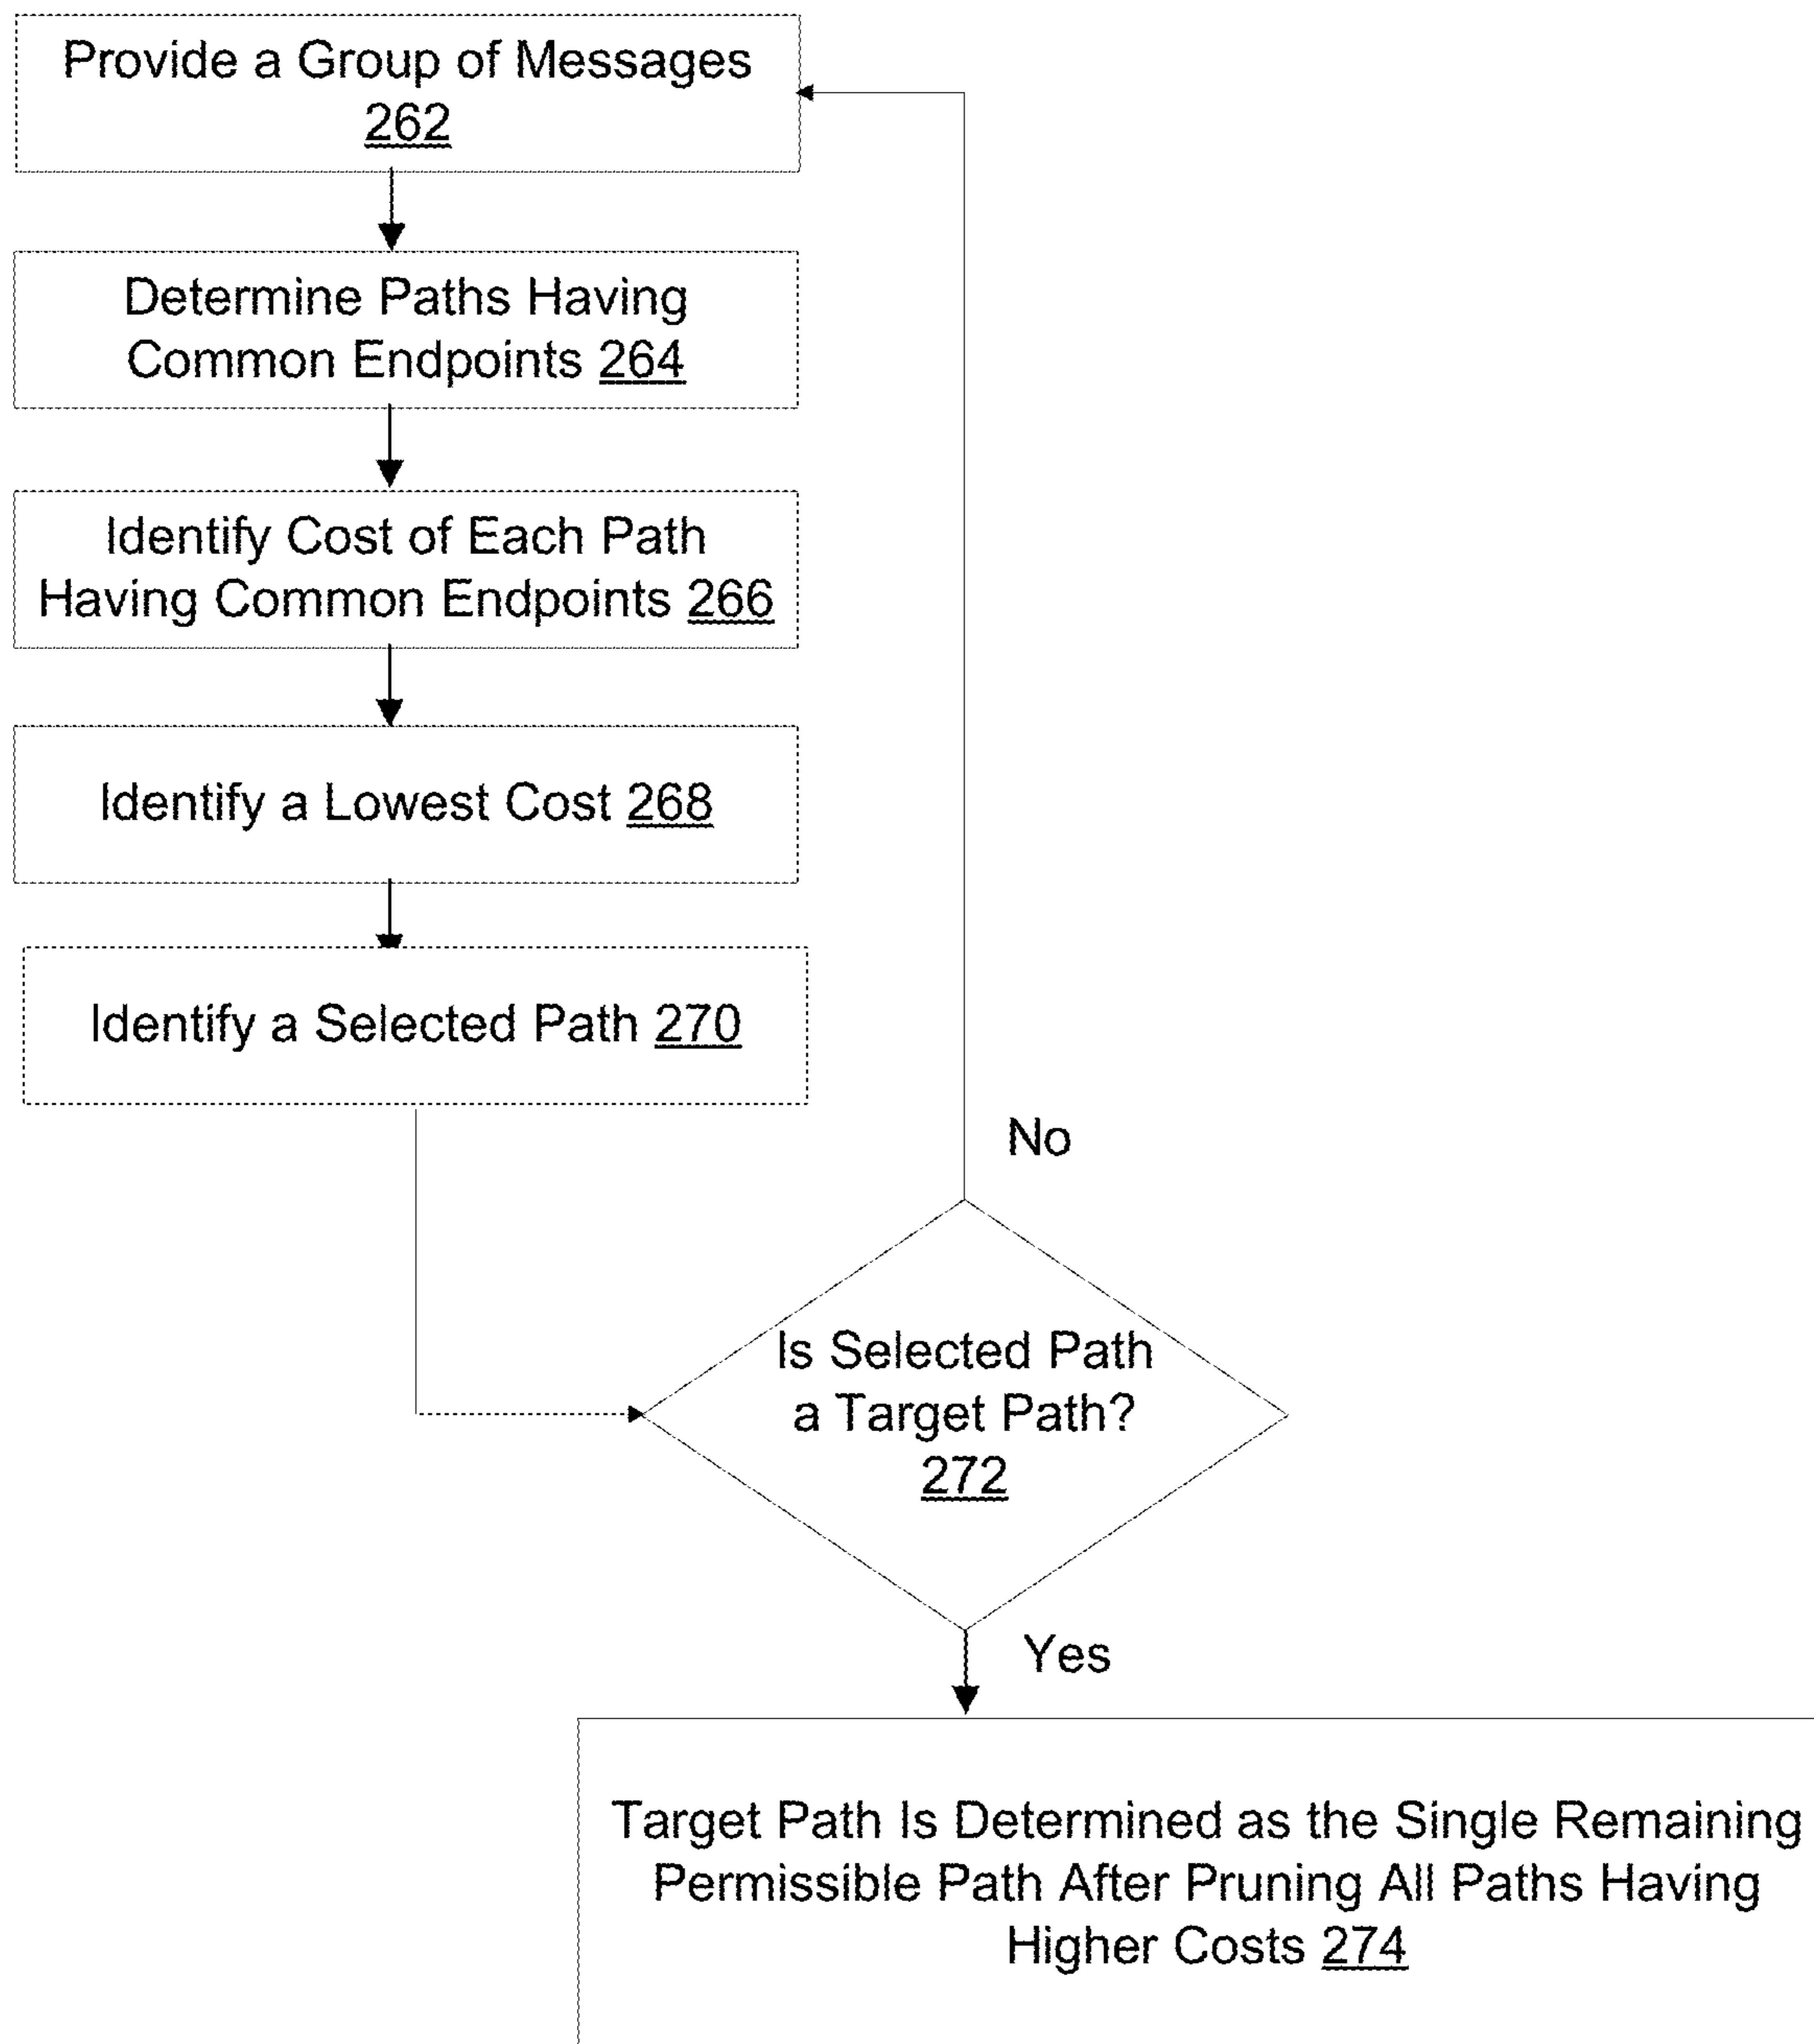 Provide a Group of Messages
262
Determine Paths Having
Common Endpoints 264
Identify Cost of Each Path
Having Common Endpoints 266
Identify a Lowest Cost 268
Identify a Selected Path 270
No
Is Selected Path
a Target Path?
272
Yes
Target Path Is Determined as the Single Remaining
Permissible Path After Pruning All Paths Having
Higher Costs 274